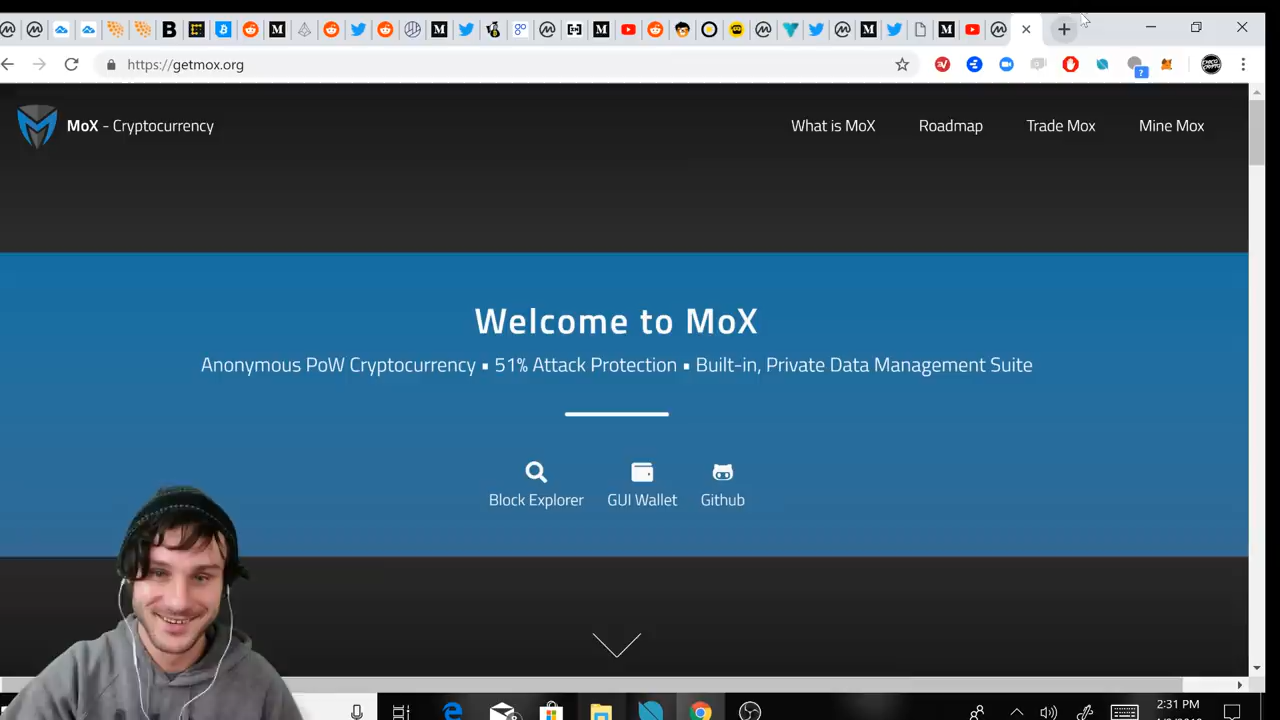 https://getmox.org
?
MoX - Cryptocurrency
What is MoX
Roadmap
Trade Mox
Mine Mox
Welcome to MoX
Anonymous PoW Cryptocurrency ▪ 51% Attack Protection ▪ Built-in, Private Data Management Suite
Block Explorer
GUI Wallet
Github
2:31 PM